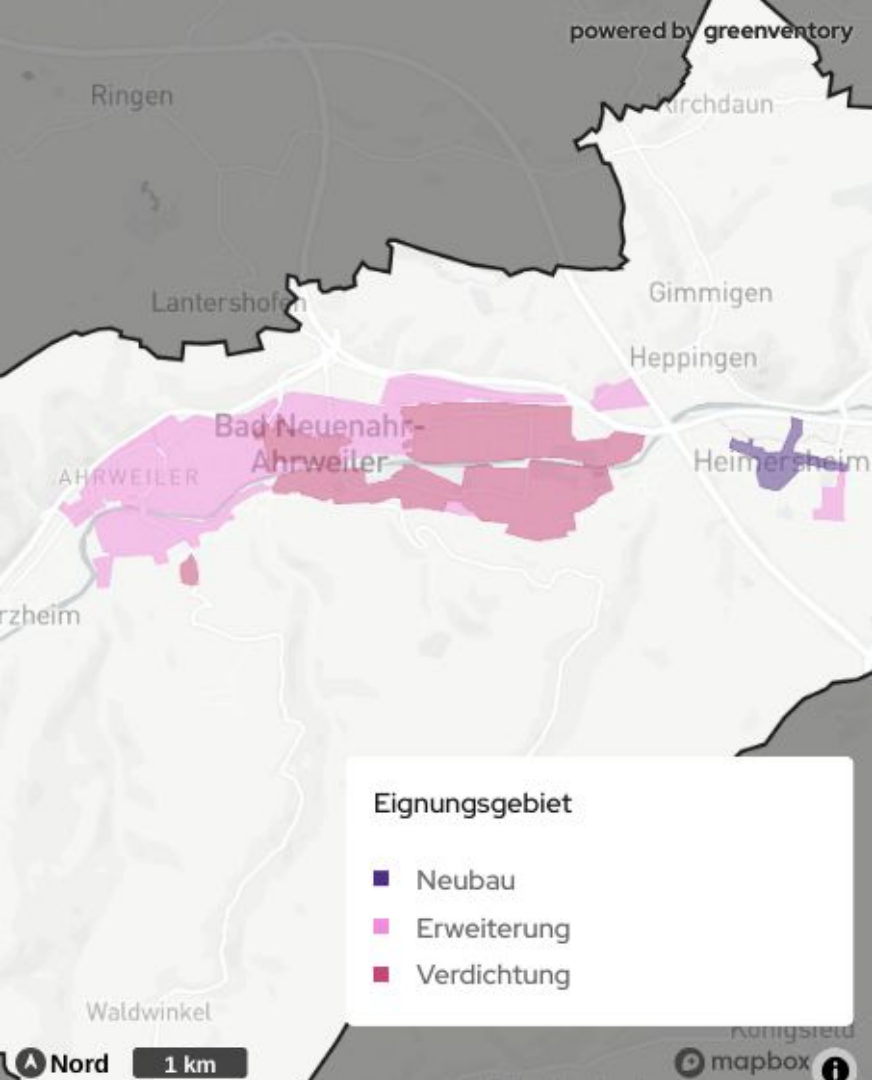 powered by greenventory
Ringen
Kirchdaun
Gimmigen
Lantershofen
Heppingen
Bad Neuenahr-
Ahrweiler
AHRWEILER
Heimersheim
rzheim
Eignungsgebiet
Neubau
Erweiterung
Verdichtung
Waldwinkel
Königsfeld
Nord
1 km
mapbox